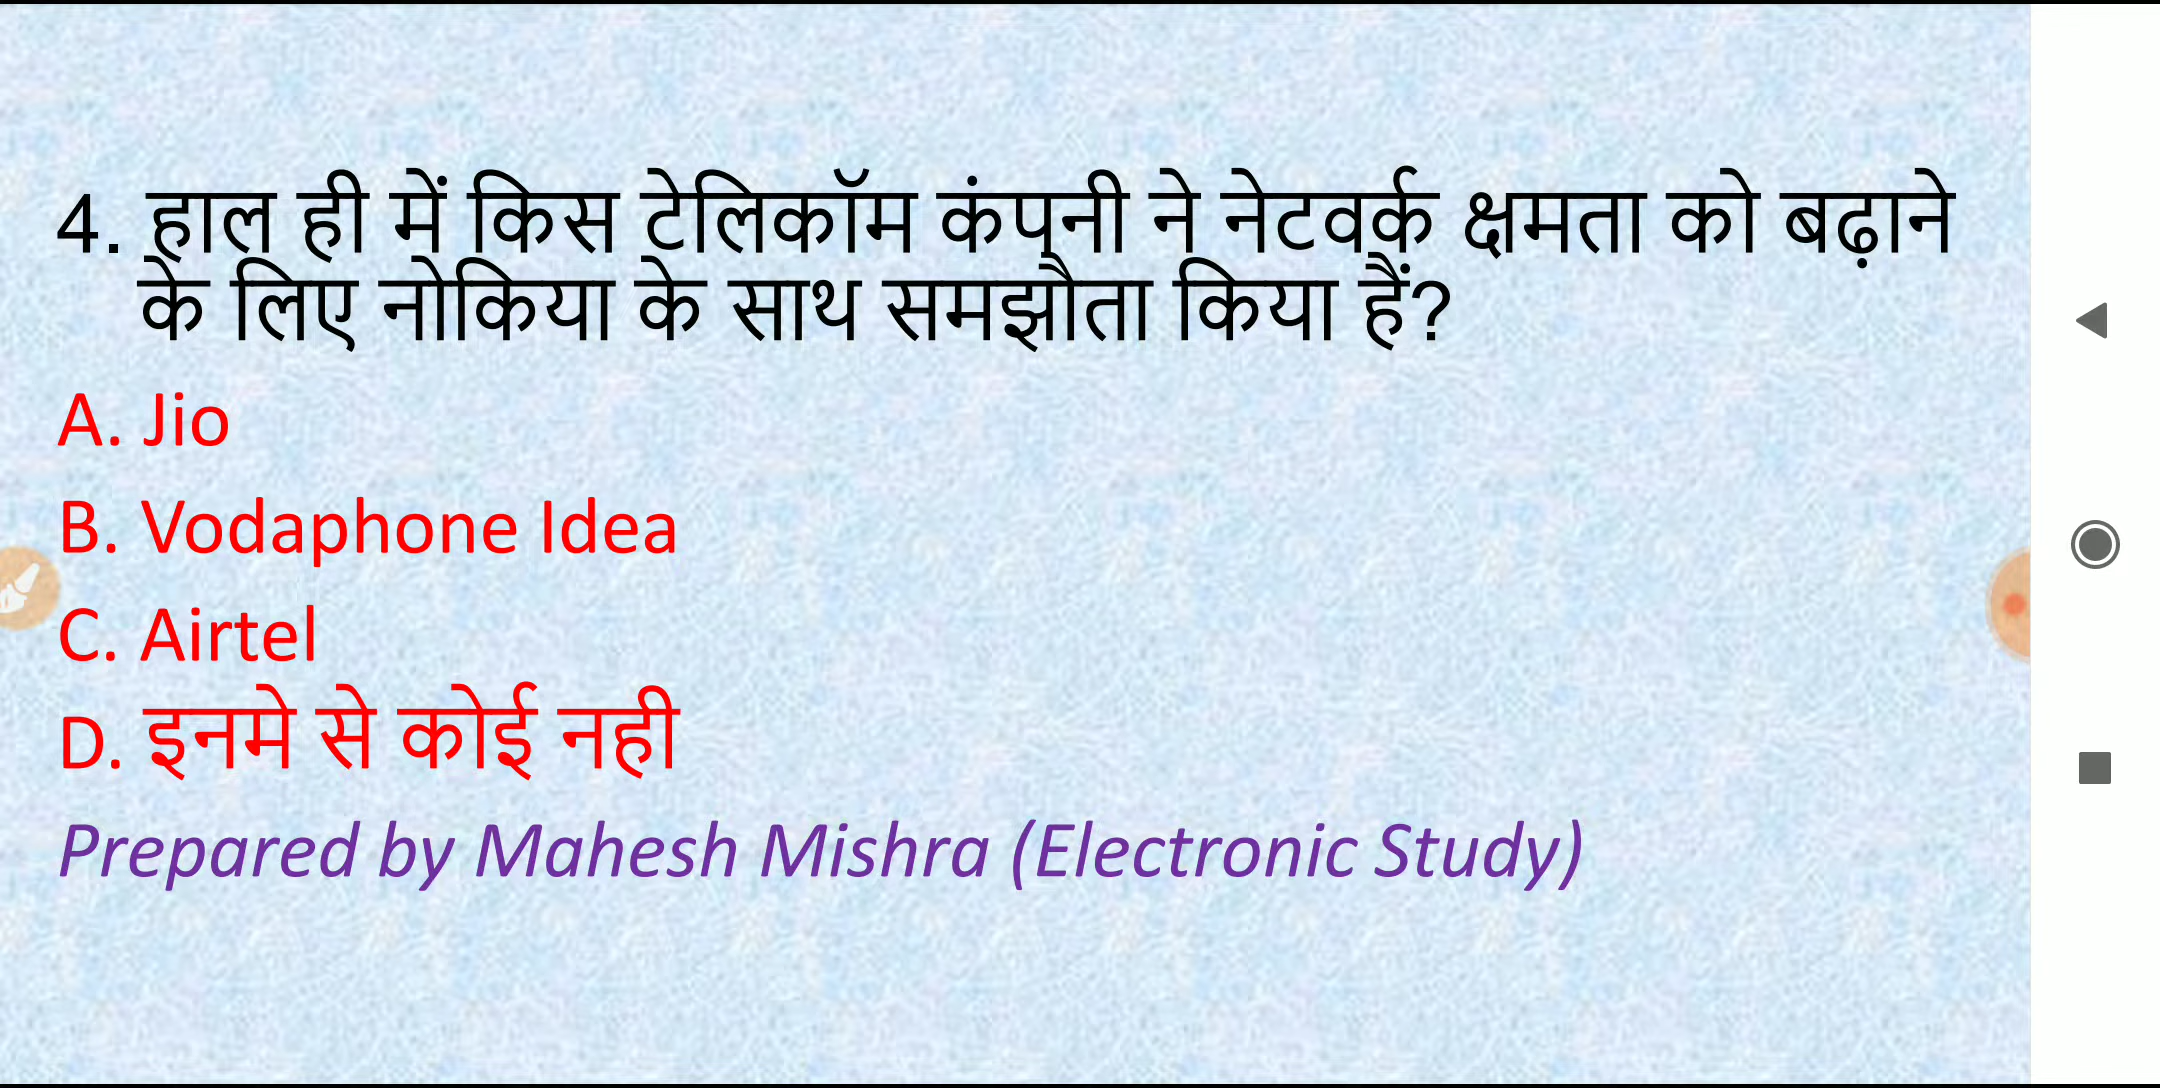 4. हाल ही में किस टेलिकॉम कंपनी ने नेटवर्क क्षमता को बढ़ाने
के लिए नोकिया के साथ समझौता किया हैं?
A. Jio
B. Vodaphone Idea
C. Airtel
D. इनमे से कोई नही
Prepared by Mahesh Mishra (Electronic Study)